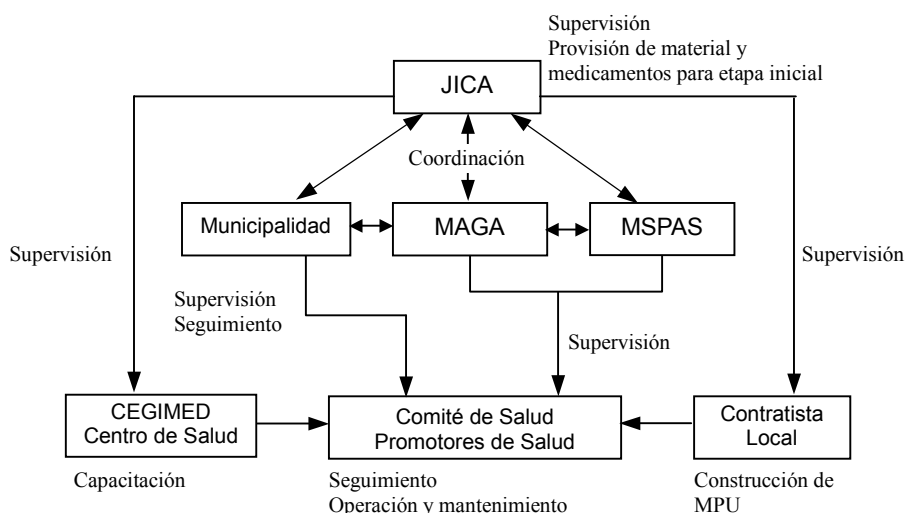 Supervisión
Provisión de material y
medicamentos para etapa inicial
JICA
Coordinación
Municipalidad
MAGA
MSPAS
Supervisión
Supervisión
Supervisión
Seguimiento
Supervisión
CEGIMED
Centro de Salud
Comité de Salud
Promotores de Salud
Contratista
Local
Capacitación
Seguimiento
Operación y mantenimiento
Construcción de
MPU